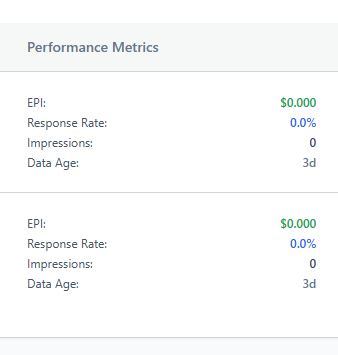 Performance Metrics
EPI: $0.000
Response Rate: 0.0%
Impressions: 0
Data Age: 3d
EPI: $0.000
Response Rate: 0.0%
Impressions: 0
Data Age: 3d